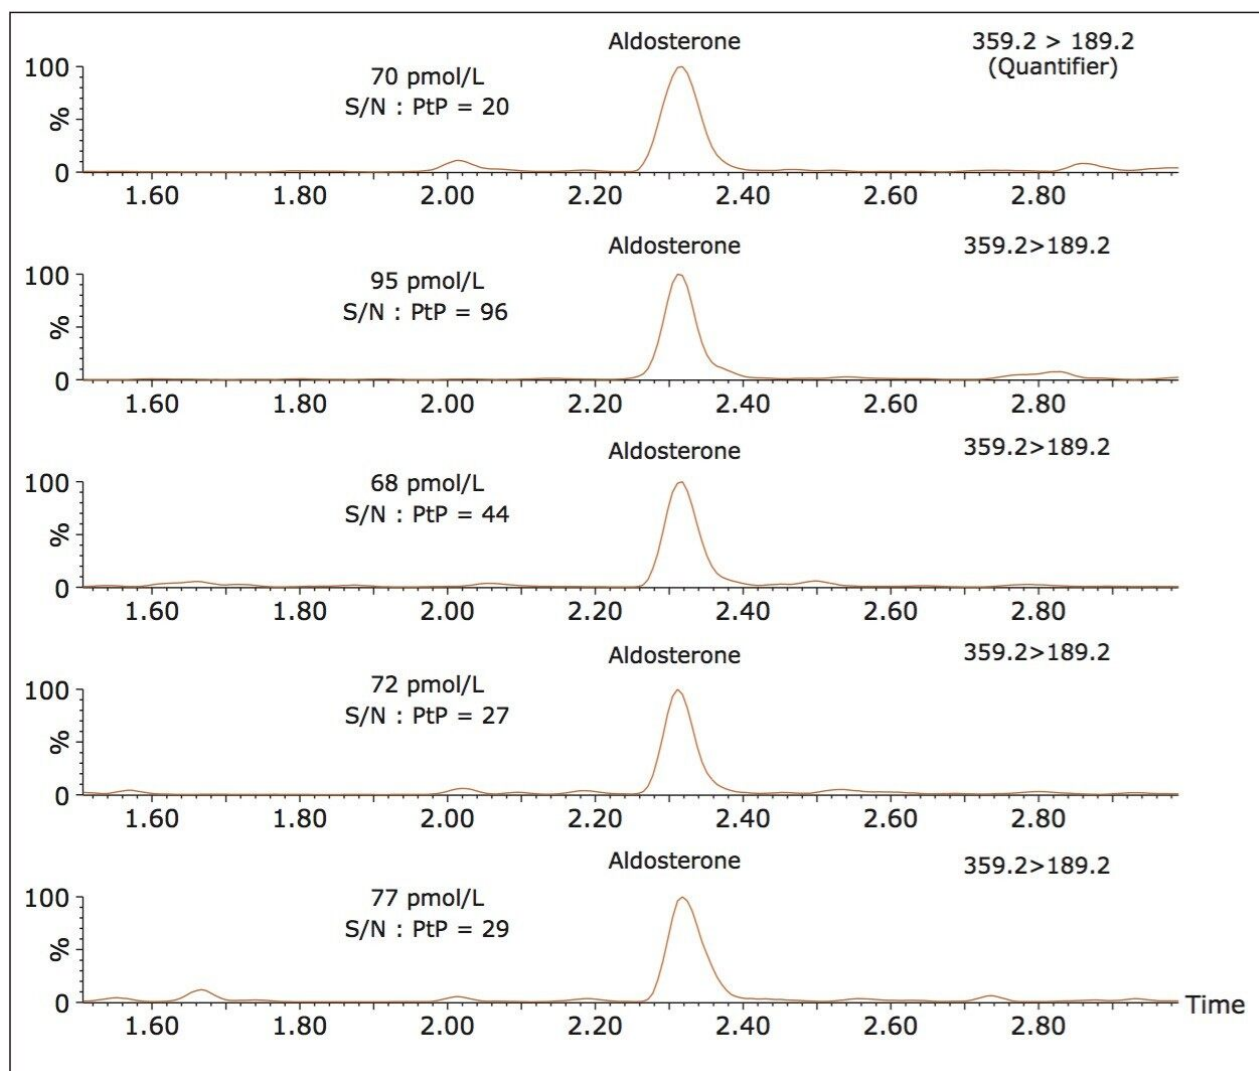 Aldosterone
359.2 > 189.2
(Quantifier)
70 pmol/L
S/N : PtP = 20
100
%
0
1.60 1.80 2.00 2.20 2.40 2.60 2.80
Aldosterone
359.2>189.2
95 pmol/L
S/N : PtP = 96
100
%
0
1.60 1.80 2.00 2.20 2.40 2.60 2.80
Aldosterone
359.2>189.2
68 pmol/L
S/N : PtP = 44
100
%
0
1.60 1.80 2.00 2.20 2.40 2.60 2.80
Aldosterone
359.2>189.2
72 pmol/L
S/N : PtP = 27
100
%
0
1.60 1.80 2.00 2.20 2.40 2.60 2.80
Aldosterone
359.2>189.2
77 pmol/L
S/N : PtP = 29
100
%
0
Time
1.60 1.80 2.00 2.20 2.40 2.60 2.80